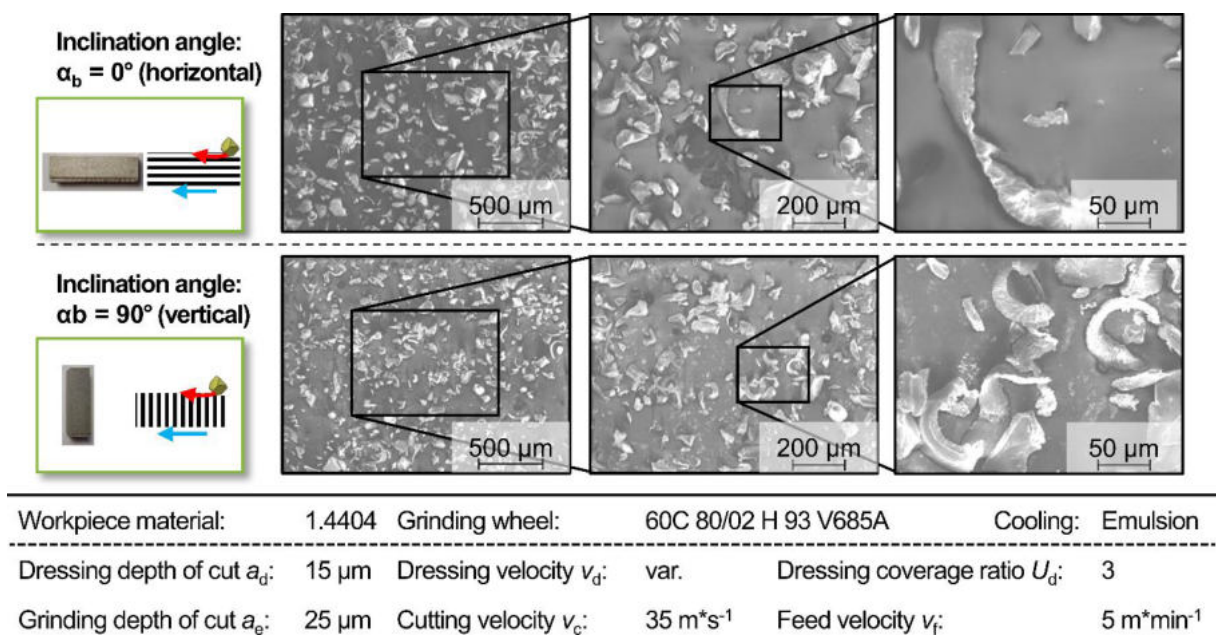 Inclination angle:
αb = 0° (horizontal)
500 µm
200 µm
50 µm
Inclination angle:
αb = 90° (vertical)
500 µm
200 µm
50 µm
Workpiece material: 1.4404 Grinding wheel: 60C 80/02 H 93 V685A Cooling: Emulsion
Dressing depth of cut ad: 15 µm Dressing velocity vd: var. Dressing coverage ratio Ud: 3
Grinding depth of cut ae: 25 µm Cutting velocity vc: 35 m*s-1 Feed velocity vf: 5 m*min-1